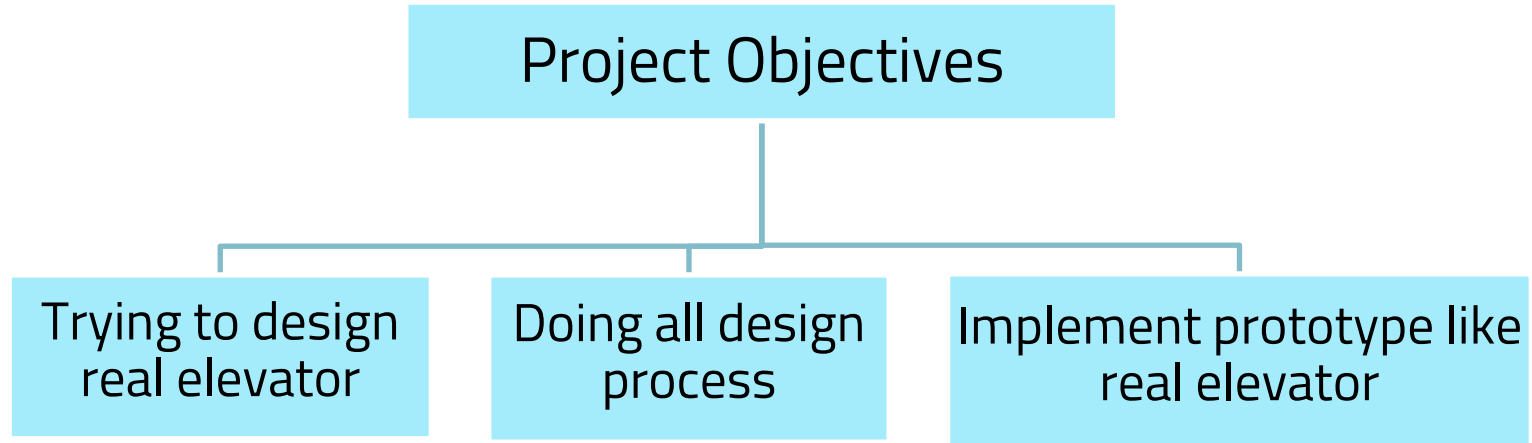 Project Objectives
Trying to design
real elevator
Doing all design
process
Implement prototype like
real elevator